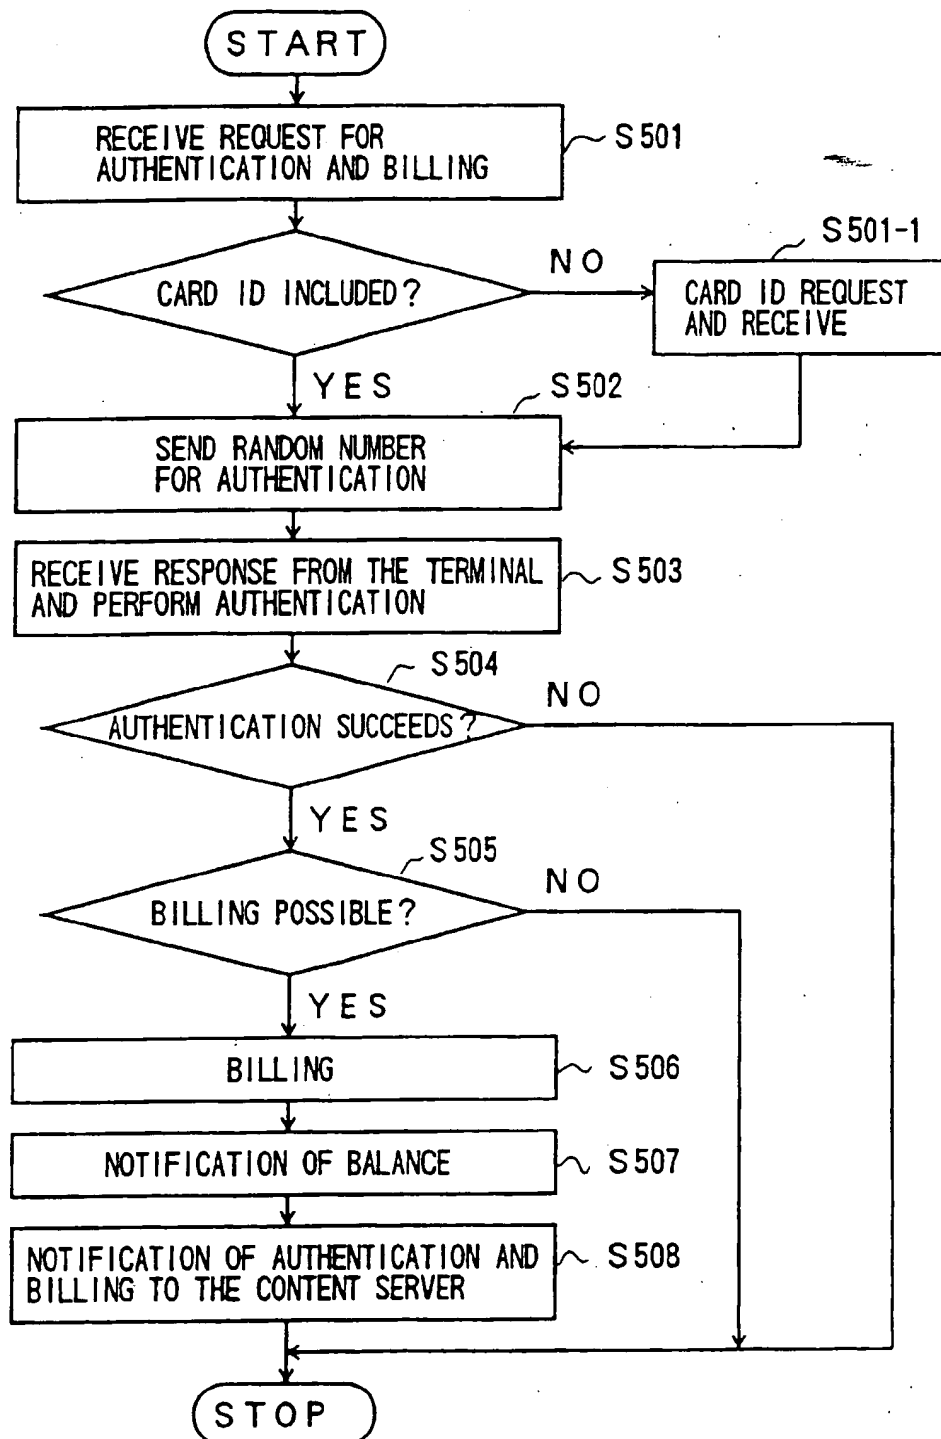 START
RECEIVE REQUEST FOR
AUTHENTICATION AND BILLING
S501
CARD ID INCLUDED?
NO
S501-1
CARD ID REQUEST
AND RECEIVE
YES
S502
SEND RANDOM NUMBER
FOR AUTHENTICATION
RECEIVE RESPONSE FROM THE TERMINAL
AND PERFORM AUTHENTICATION
S503
S504
AUTHENTICATION SUCCEEDS?
NO
YES
S505
BILLING POSSIBLE?
NO
YES
BILLING
S506
NOTIFICATION OF BALANCE
S507
NOTIFICATION OF AUTHENTICATION AND
BILLING TO THE CONTENT SERVER
S508
STOP